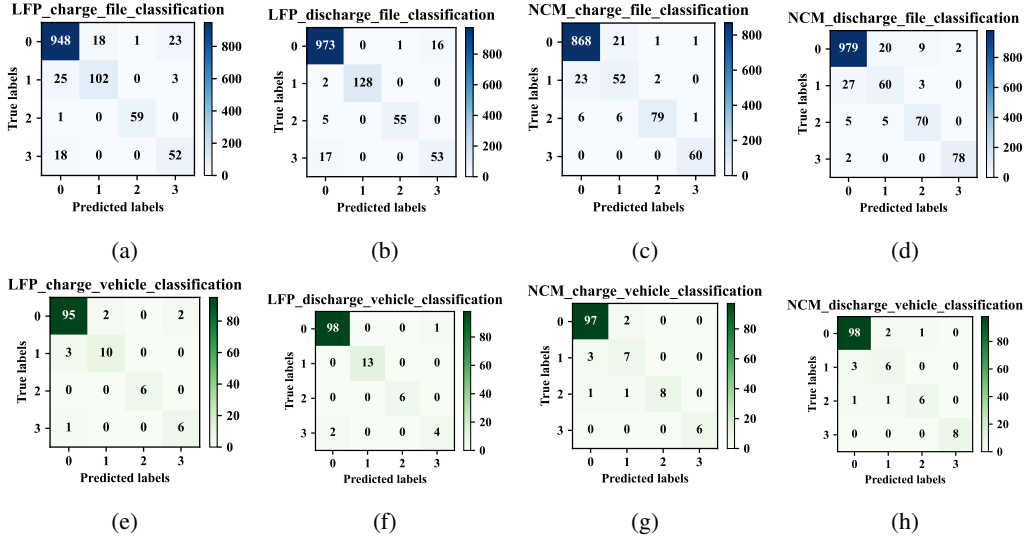 LFP_charge_file_classification
0 948 18 1 23
1 25 102 0 3
2 1 0 59 0
3 18 0 0 52
0 1 2 3
True labels
Predicted labels
800
600
400
200
0
(a)
LFP_discharge_file_classification
0 973 0 1 16
1 2 128 0 0
2 5 0 55 0
3 17 0 0 53
0 1 2 3
True labels
Predicted labels
800
600
400
200
0
(b)
NCM_charge_file_classification
0 868 21 1 1
1 23 52 2 0
2 6 6 79 1
3 0 0 0 60
0 1 2 3
True labels
Predicted labels
800
600
400
200
0
(c)
NCM_discharge_file_classification
0 979 20 9 2
1 27 60 3 0
2 5 5 70 0
3 2 0 0 78
0 1 2 3
True labels
Predicted labels
800
600
400
200
0
(d)
LFP_charge_vehicle_classification
0 95 2 0 2
1 3 10 0 0
2 0 0 6 0
3 1 0 0 6
0 1 2 3
True labels
Predicted labels
80
60
40
20
0
(e)
LFP_discharge_vehicle_classification
0 98 0 0 1
1 0 13 0 0
2 0 0 6 0
3 2 0 0 4
0 1 2 3
True labels
Predicted labels
80
60
40
20
0
(f)
NCM_charge_vehicle_classification
0 97 2 0 0
1 3 7 0 0
2 1 1 8 0
3 0 0 0 6
0 1 2 3
True labels
Predicted labels
80
60
40
20
0
(g)
NCM_discharge_vehicle_classification
0 98 2 1 0
1 3 6 0 0
2 1 1 6 0
3 0 0 0 8
0 1 2 3
True labels
Predicted labels
80
60
40
20
0
(h)